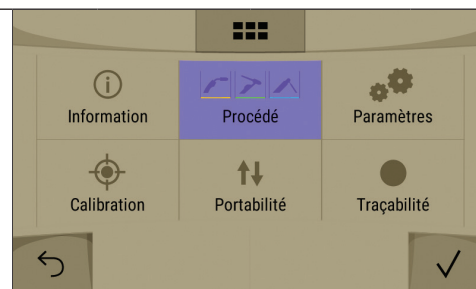 Information
Procédé
Paramètres
Calibration
Portabilité
Traçabilité